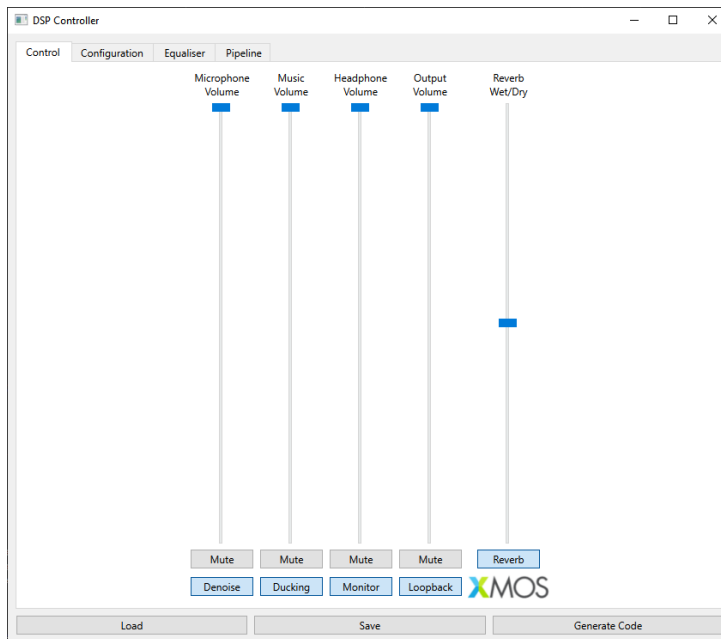 DSP Controller
Control Configuration Equaliser Pipeline
Microphone Music Headphone Output Reverb
Volume Volume Volume Volume Wet/Dry
Mute Mute Mute Mute Reverb
Denoise Ducking Monitor Loopback XMOS
Load Save Generate Code